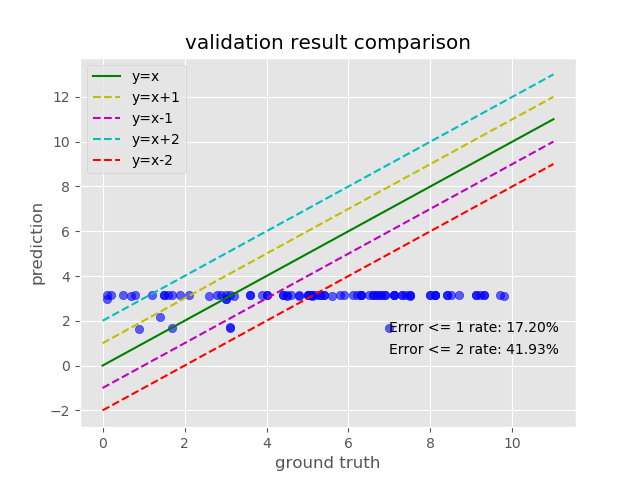 validation result comparison
y=x
y=x+1
y=x-1
y=x+2
y=x-2
12
10
8
6
4
2
0
−2
prediction
Error <= 1 rate: 17.20%
Error <= 2 rate: 41.93%
0 2 4 6 8 10
ground truth